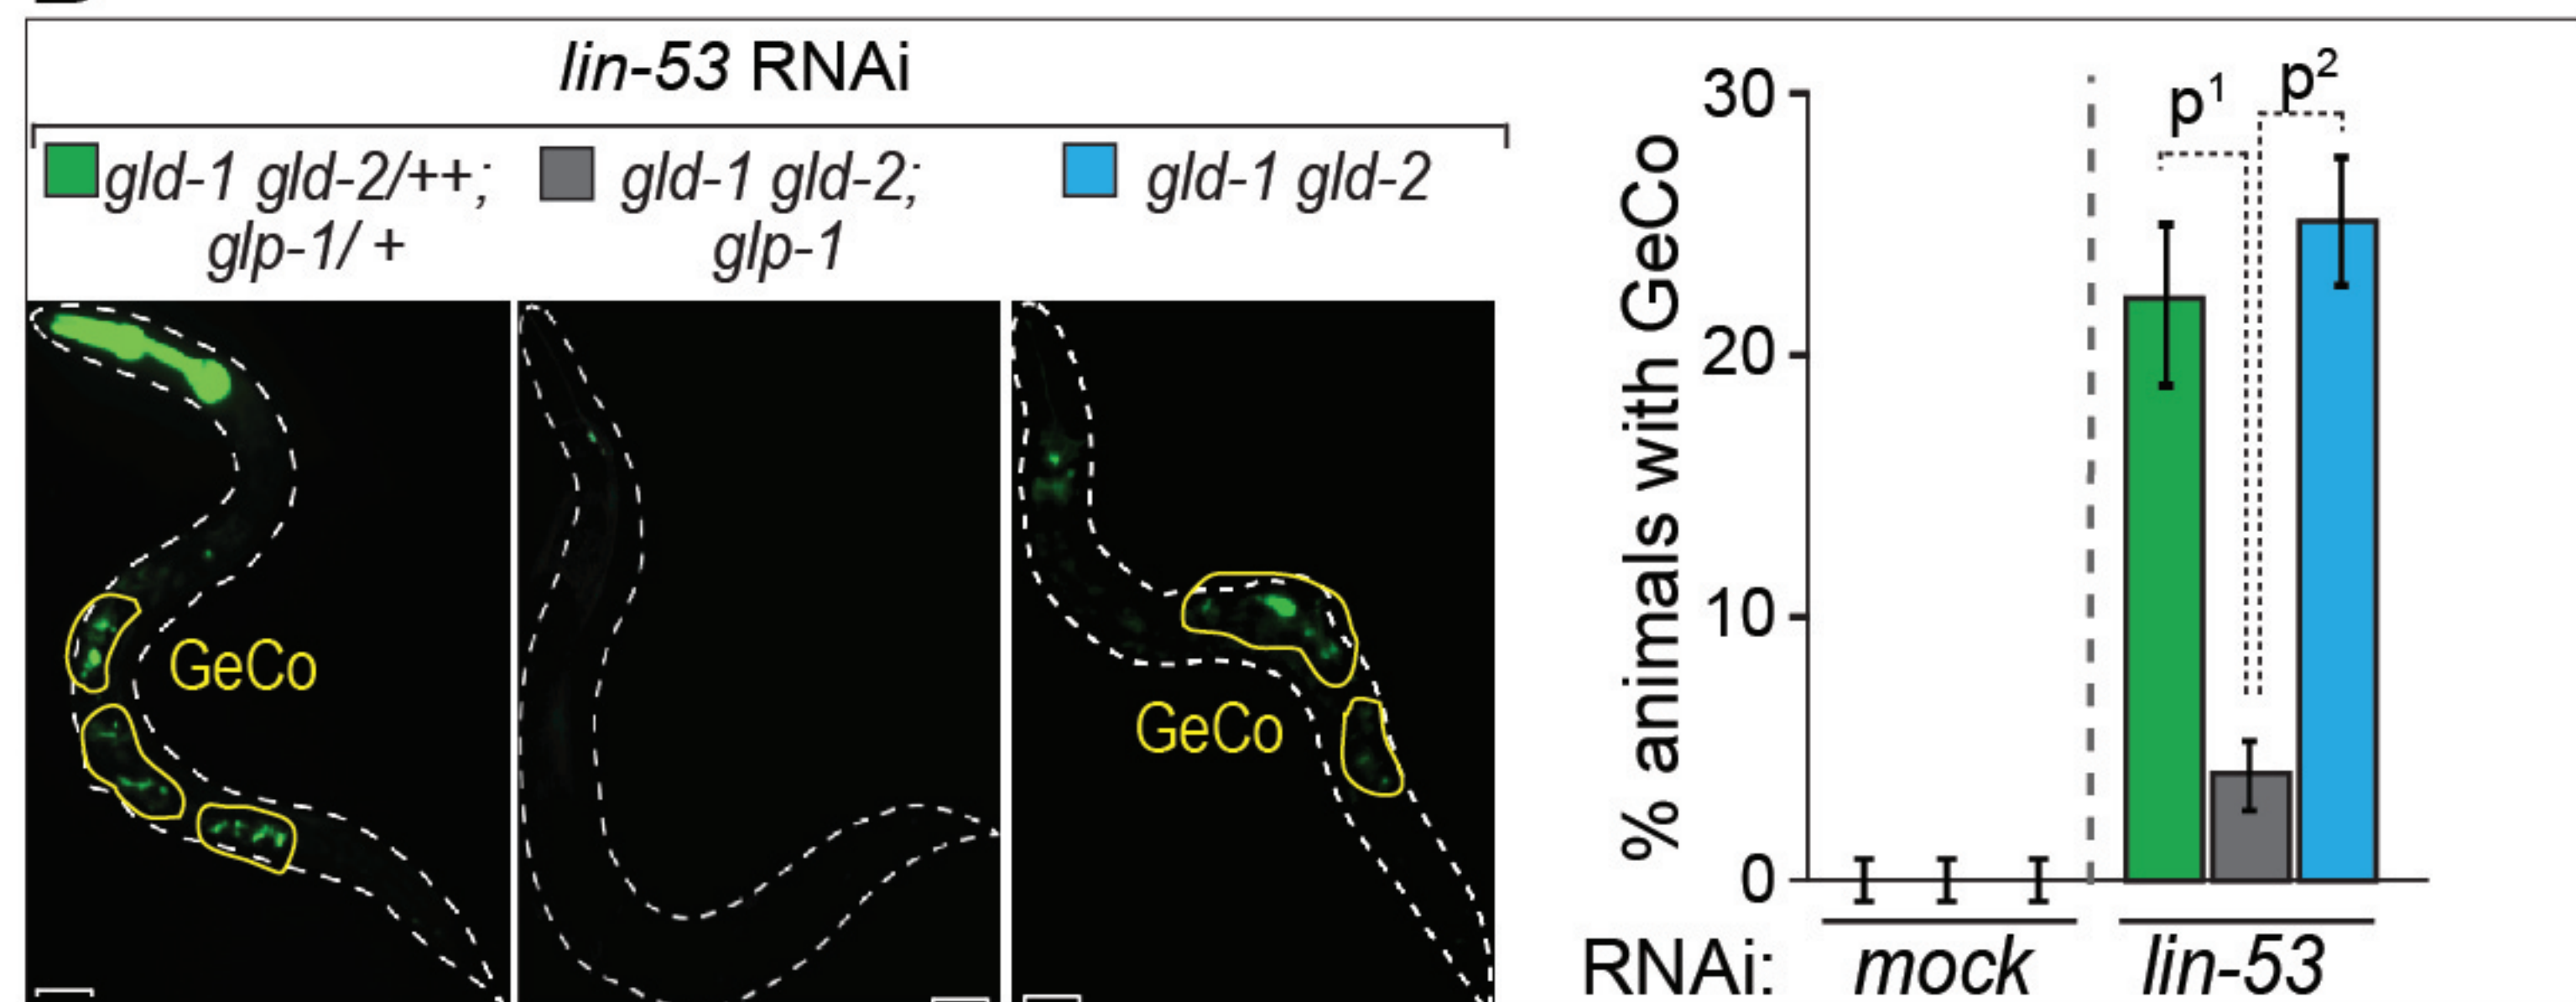 lin-53 RNAi
gld-1 gld-2/++;
glp-1/ +
gld-1 gld-2;
glp-1
gld-1 gld-2
GeCo
GeCo
% animals with GeCo
30
20
10
0
p¹
p²
RNAi: mock lin-53